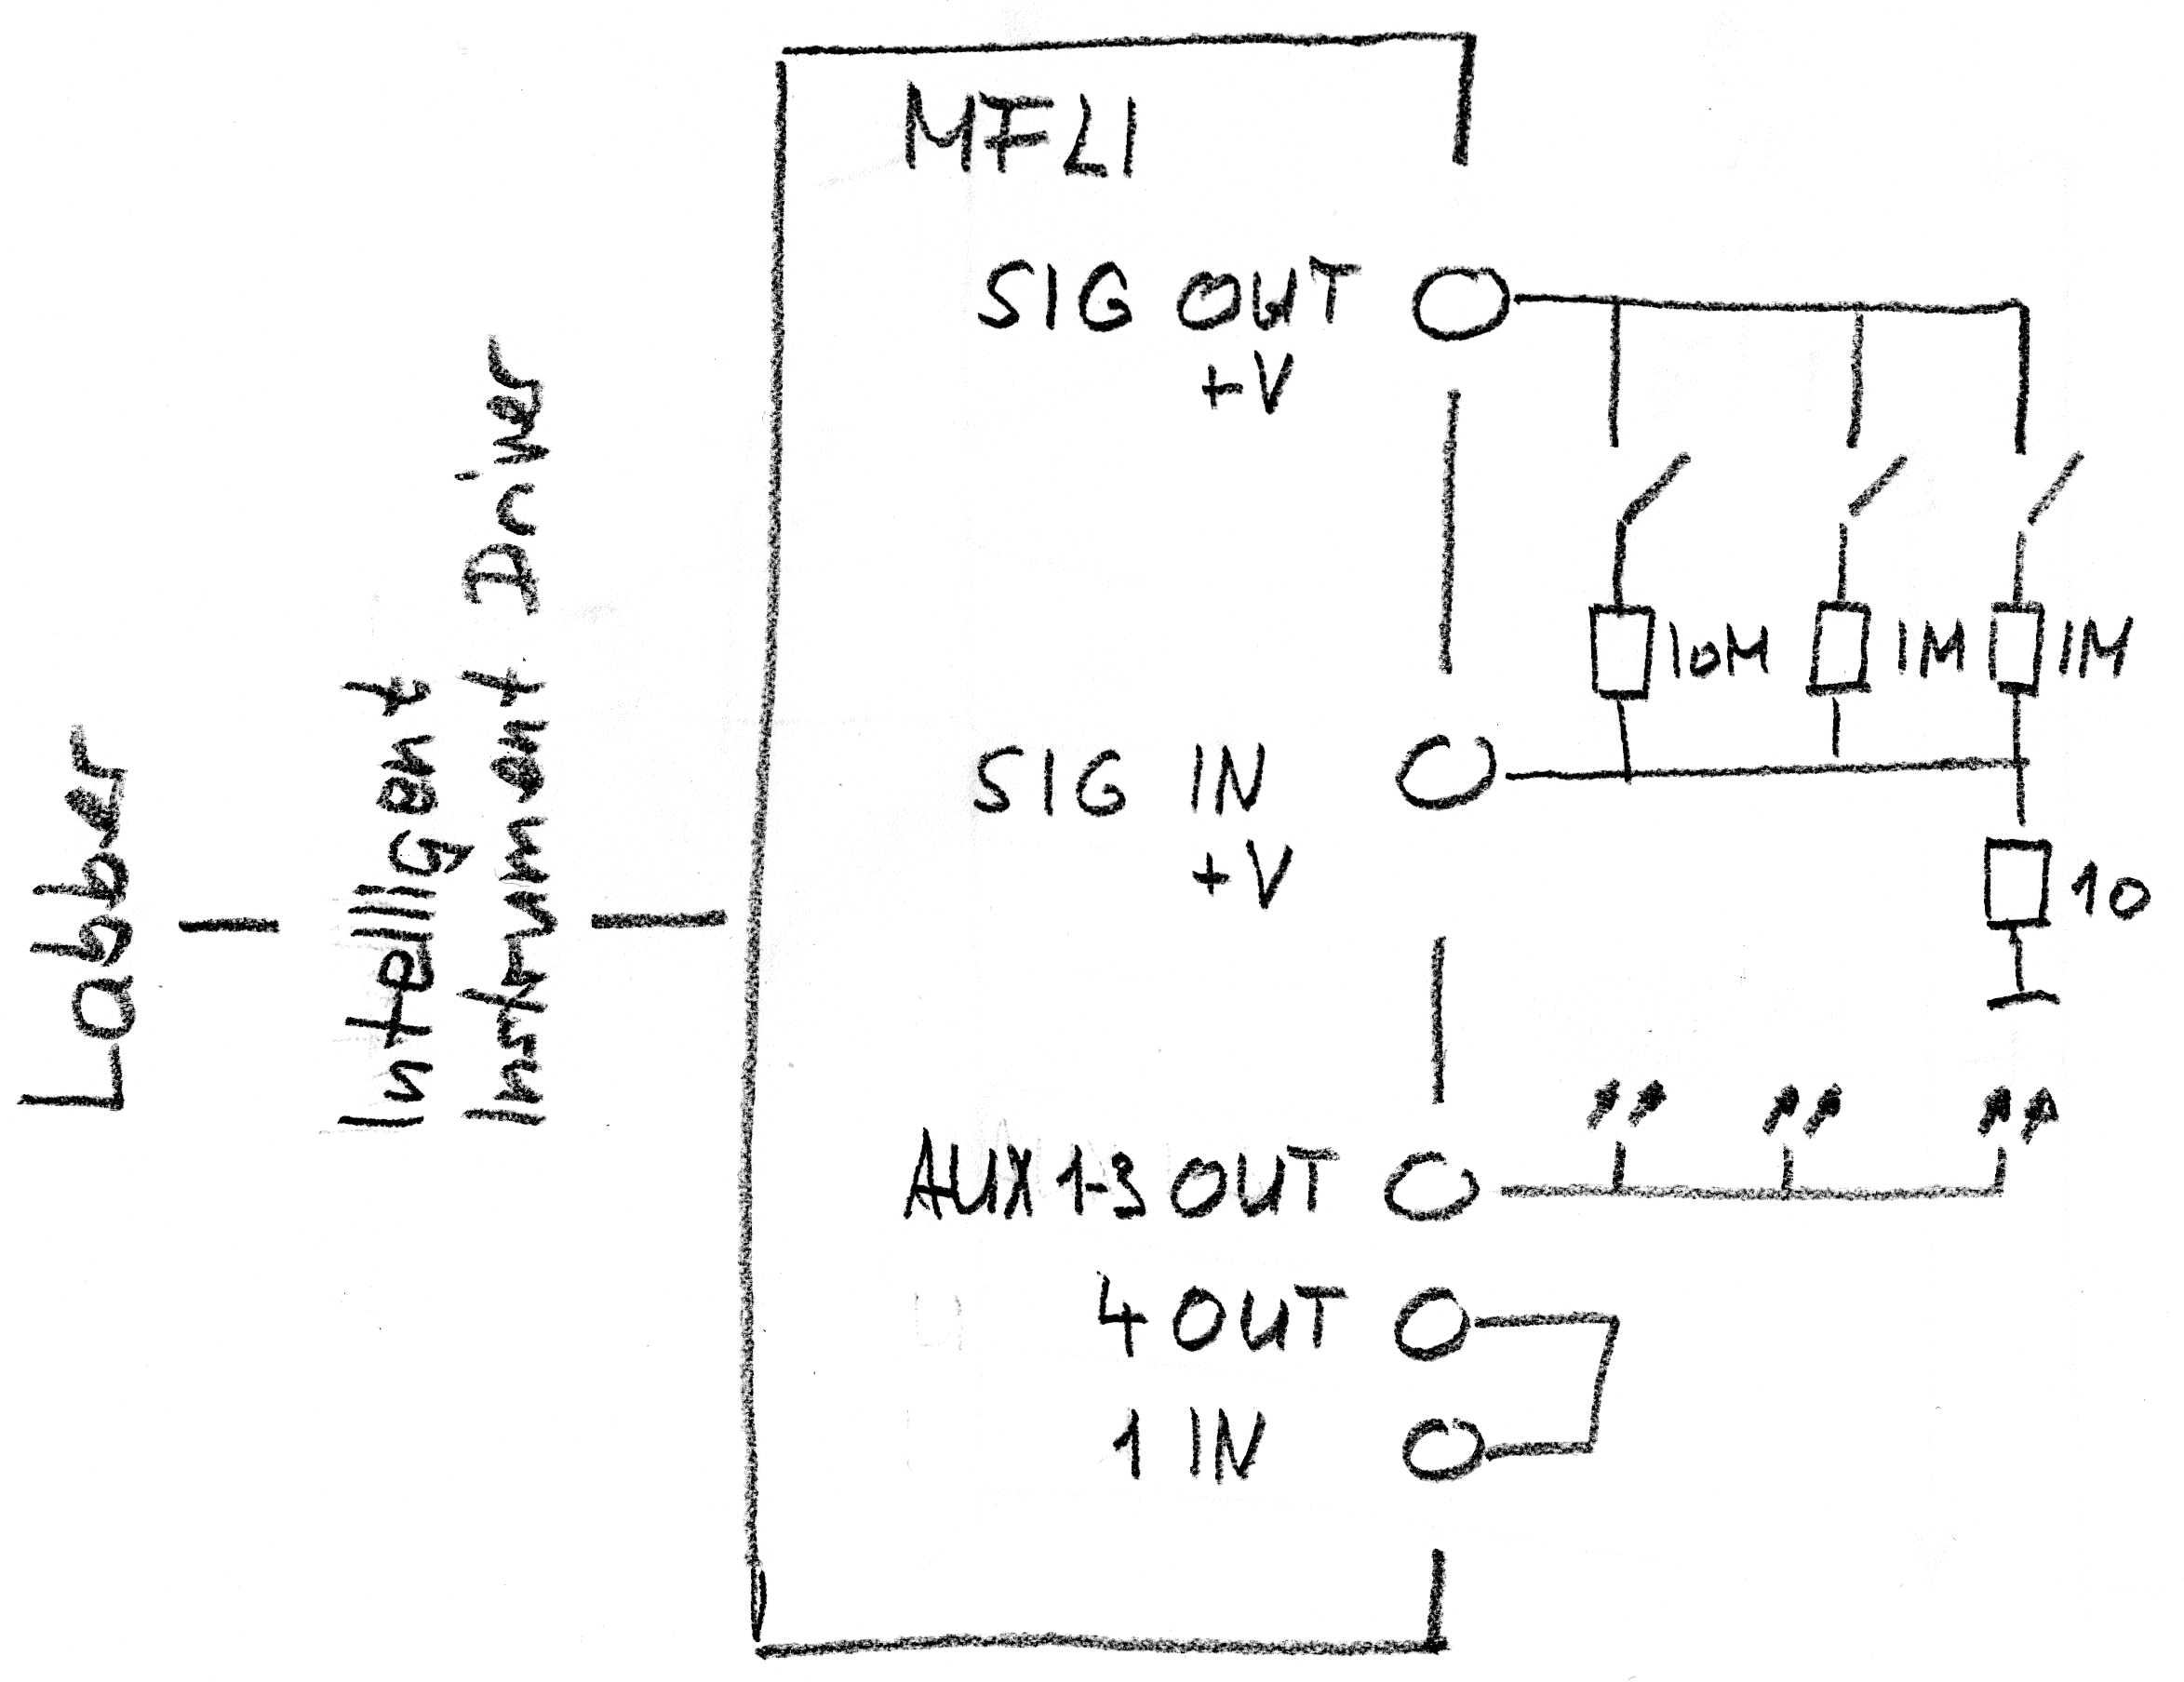 Labber
Intelligent
Instrument Driver
MFLI
SIG OUT
+V
10M
1M
1M
SIG IN
+V
10
AUX 1-3 OUT
4 OUT
1 IN